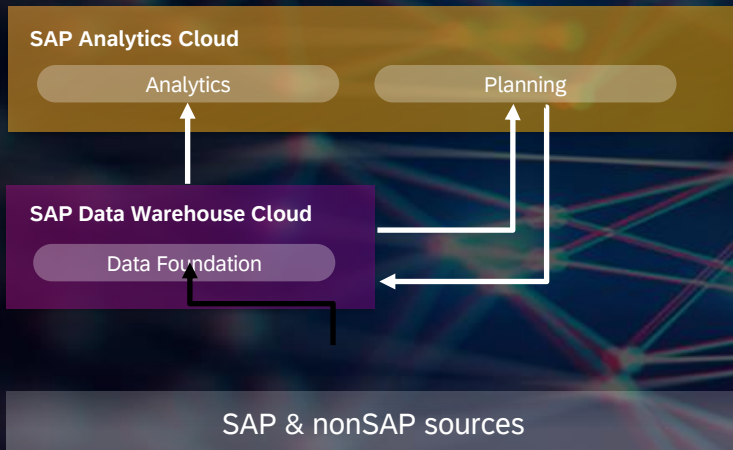 SAP Analytics Cloud
Analytics
Planning
SAP Data Warehouse Cloud
Data Foundation
SAP & nonSAP sources